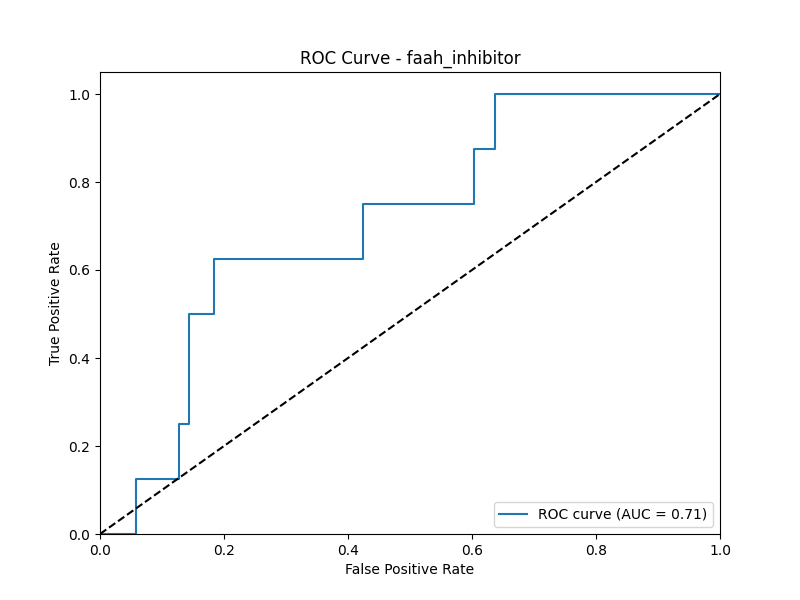 ROC Curve - faah_inhibitor
True Positive Rate
1.0
0.8
0.6
0.4
0.2
0.0
0.0 0.2 0.4 0.6 0.8 1.0
False Positive Rate
ROC curve (AUC = 0.71)